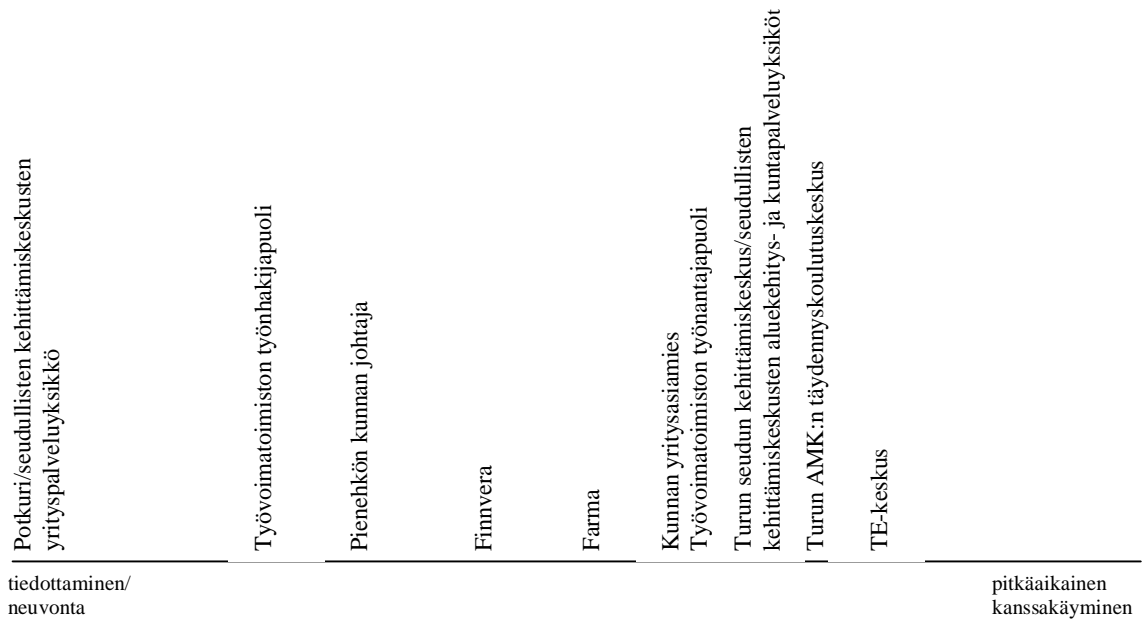 Potkuri/seudullisten kehittämiskeskusten
yrityspalveluyksikkö
Työvoimatoimiston työnhakijapuoli
Pienehkön kunnan johtaja
Finnvera
Farma
Kunnan yritysasiamies
Työvoimatoimiston työnantajapuoli
Turun seudun kehittämiskeskus/seudullisten
kehittämiskeskusten aluekehitys- ja kuntapalveluyksiköt
Turun AMK:n täydennyskoulutuskeskus
TE-keskus
tiedottaminen/
neuvonta
pitkäaikainen
kanssakäyminen